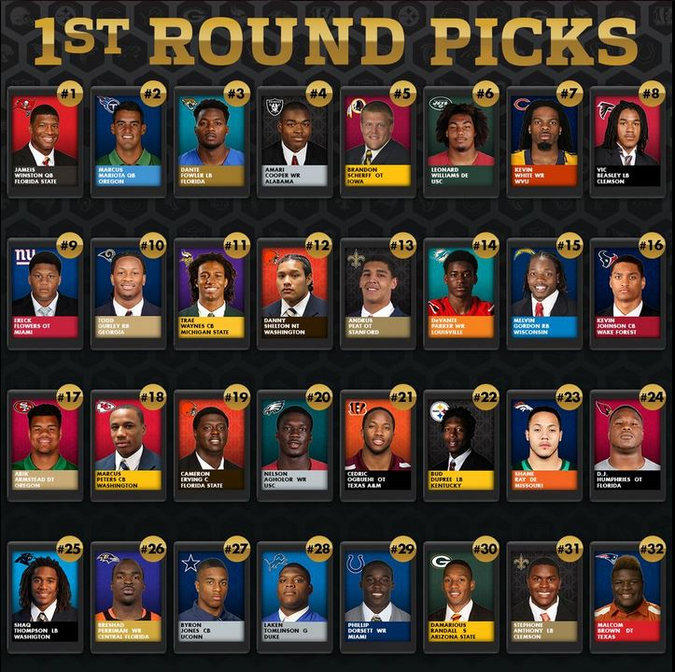 1ST ROUND PICKS
#1
JAMEIS
WINSTON QB
FLORIDA STATE
#2
MARCUS
MARIOTA QB
OREGON
#3
DANTE
FOWLER LB
FLORIDA
#4
AMARI
COOPER WR
ALABAMA
#5
BRANDON
SCHERFF OT
IOWA
#6
JETS
LEONARD
WILLIAMS DE
USC
#7
KEVIN
WHITE WR
WVU
#8
VIC
BEASLEY LB
CLEMSON
#9
NY
ERECK
FLOWERS OT
MIAMI
#10
TODD
GURLEY RB
GEORGIA
#11
TRAE
WAYNES CB
MICHIGAN STATE
#12
DANNY
SHELTON NT
WASHINGTON
#13
ANDRUS
PEAT OT
STANFORD
#14
DeVANTE
PARKER WR
LOUISVILLE
#15
MELVIN
GORDON RB
WISCONSIN
#16
KEVIN
JOHNSON CB
WAKE FOREST
#17
ARIK
ARMSTEAD DT
OREGON
#18
MARCUS
PETERS CB
WASHINGTON
#19
CAMERON
ERVING C
FLORIDA STATE
#20
NELSON
AGHOLOR WR
USC
#21
CEDRIC
OGBUEHI OT
TEXAS A&M
#22
BUD
DUPREE LB
KENTUCKY
#23
SHANE
RAY DE
MISSOURI
#24
D.J.
HUMPHRIES OT
FLORIDA
#25
SHAQ
THOMPSON LB
WASHIGTON
#26
BRESHAD
PERRIMAN WR
CENTRAL FLORIDA
#27
BYRON
JONES CB
UCONN
#28
LAKEN
TOMLINSON G
DUKE
#29
PHILLIP
DORSETT WR
MIAMI
#30
DAMARIOUS
RANDALL S
ARIZONA STATE
#31
STEPHONE
ANTHONY LB
CLEMSON
#32
MALCOM
BROWN DT
TEXAS